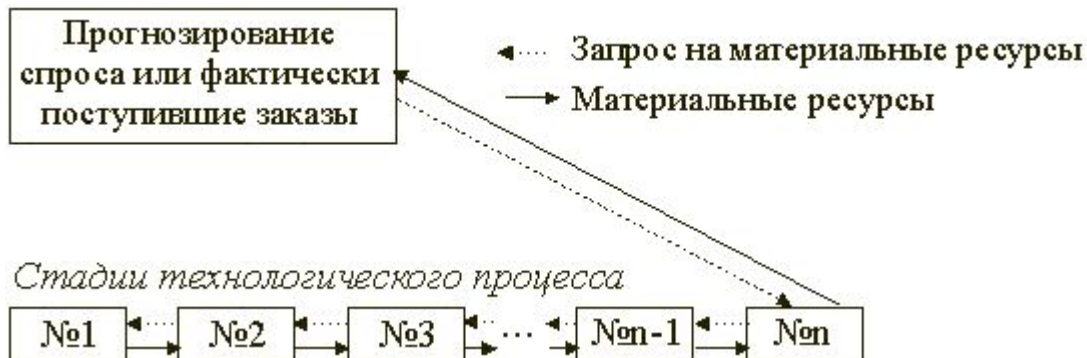 Прогнозирование
спроса или фактически
поступившие заказы
Запрос на материальные ресурсы
Материальные ресурсы
Стадии технологического процесса
№1 №2 №3 ... №n-1 №n